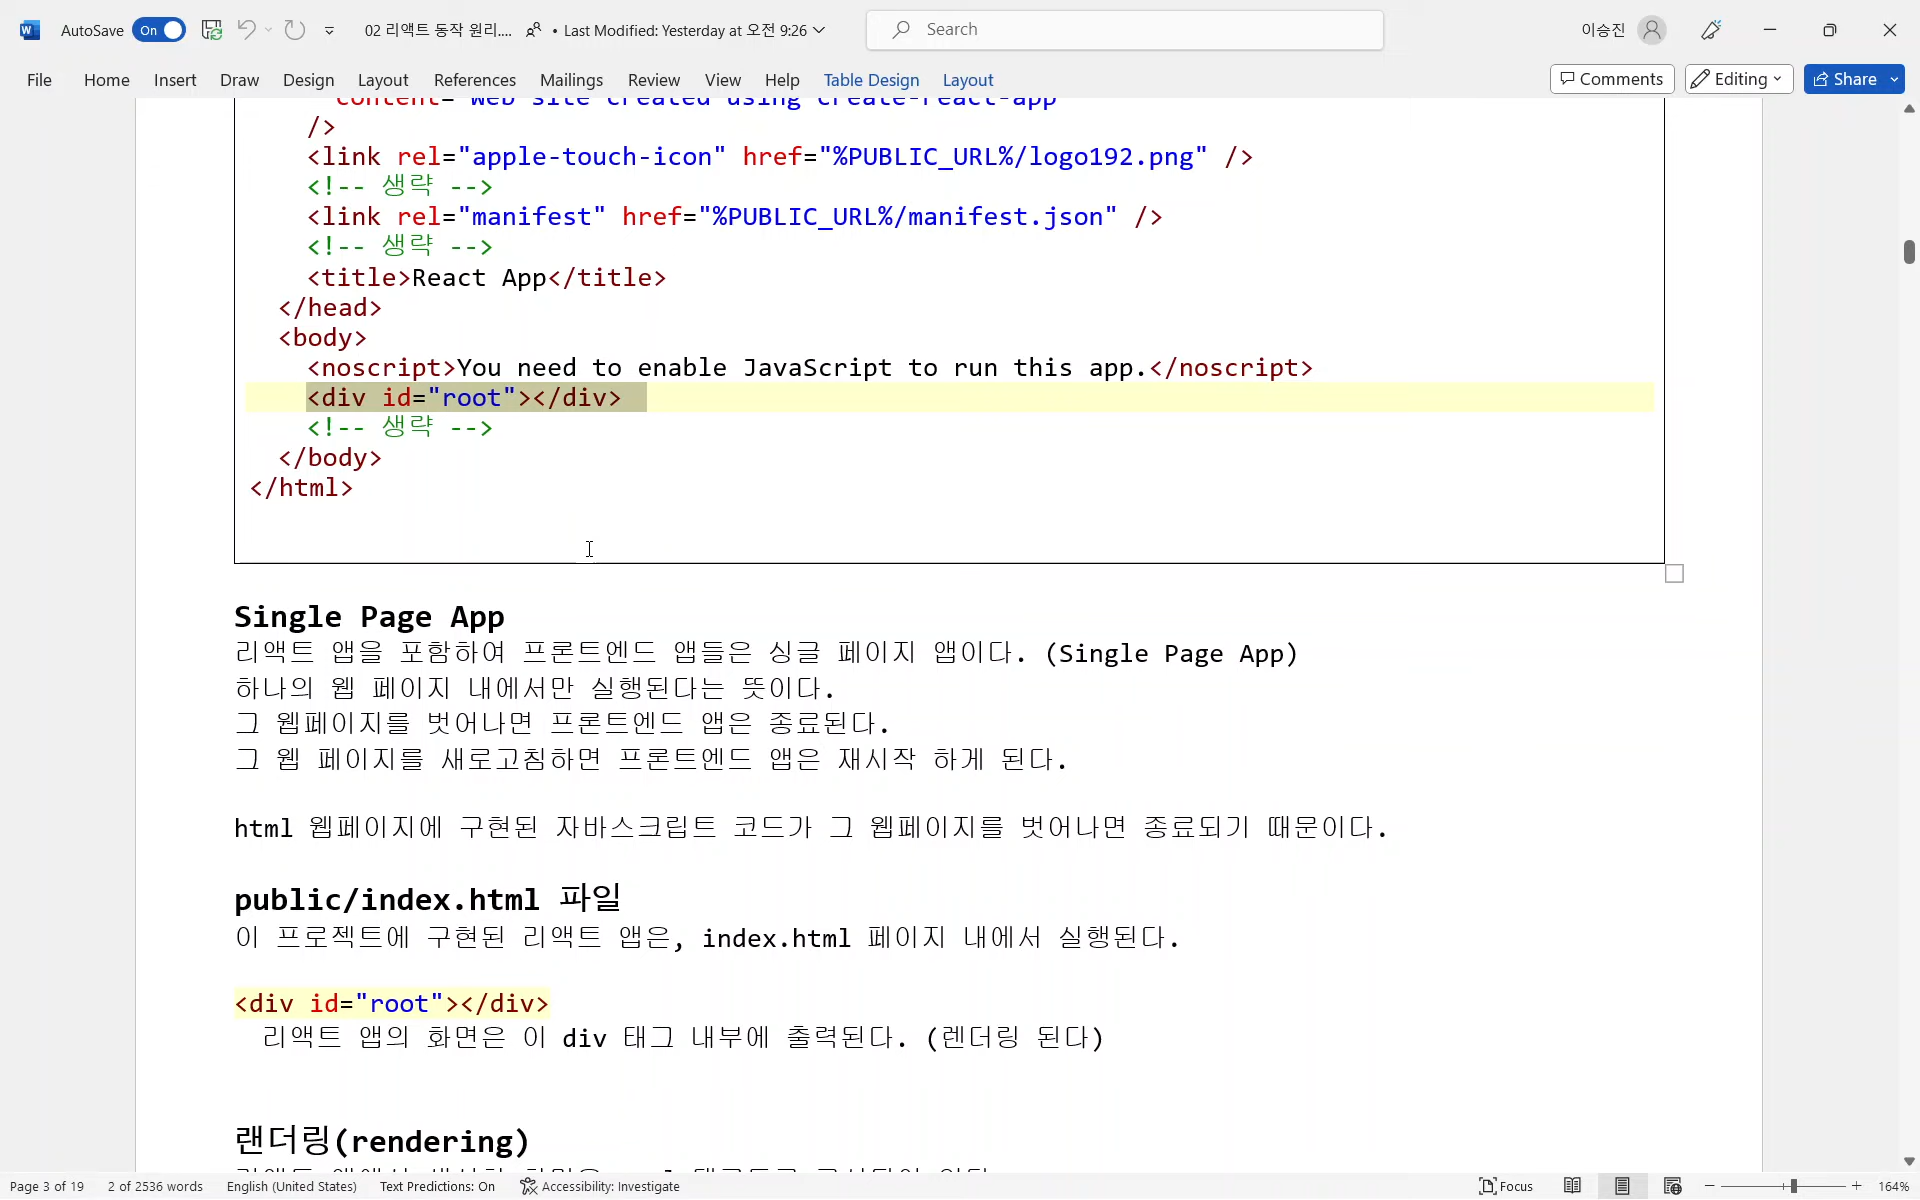 AutoSave On 02 리액트 동작 원리.... • Last Modified: Yesterday at 오전 9:26 Search 이승진
File Home Insert Draw Design Layout References Mailings Review View Help Table Design Layout Comments Editing Share
content="Web site created using create-react-app"
/>
<link rel="apple-touch-icon" href="%PUBLIC_URL%/logo192.png" />
<!-- 생략 -->
<link rel="manifest" href="%PUBLIC_URL%/manifest.json" />
<!-- 생략 -->
<title>React App</title>
</head>
<body>
<noscript>You need to enable JavaScript to run this app.</noscript>
<div id="root"></div>
<!-- 생략 -->
</body>
</html>
Single Page App
리액트 앱을 포함하여 프론트엔드 앱들은 싱글 페이지 앱이다. (Single Page App)
하나의 웹 페이지 내에서만 실행된다는 뜻이다.
그 웹페이지를 벗어나면 프론트엔드 앱은 종료된다.
그 웹 페이지를 새로고침하면 프론트엔드 앱은 재시작 하게 된다.
html 웹페이지에 구현된 자바스크립트 코드가 그 웹페이지를 벗어나면 종료되기 때문이다.
public/index.html 파일
이 프로젝트에 구현된 리액트 앱은, index.html 페이지 내에서 실행된다.
<div id="root"></div>
리액트 앱의 화면은 이 div 태그 내부에 출력된다. (렌더링 된다)
랜더링(rendering)
Page 3 of 19 2 of 2536 words English (United States) Text Predictions: On Accessibility: Investigate Focus 164%